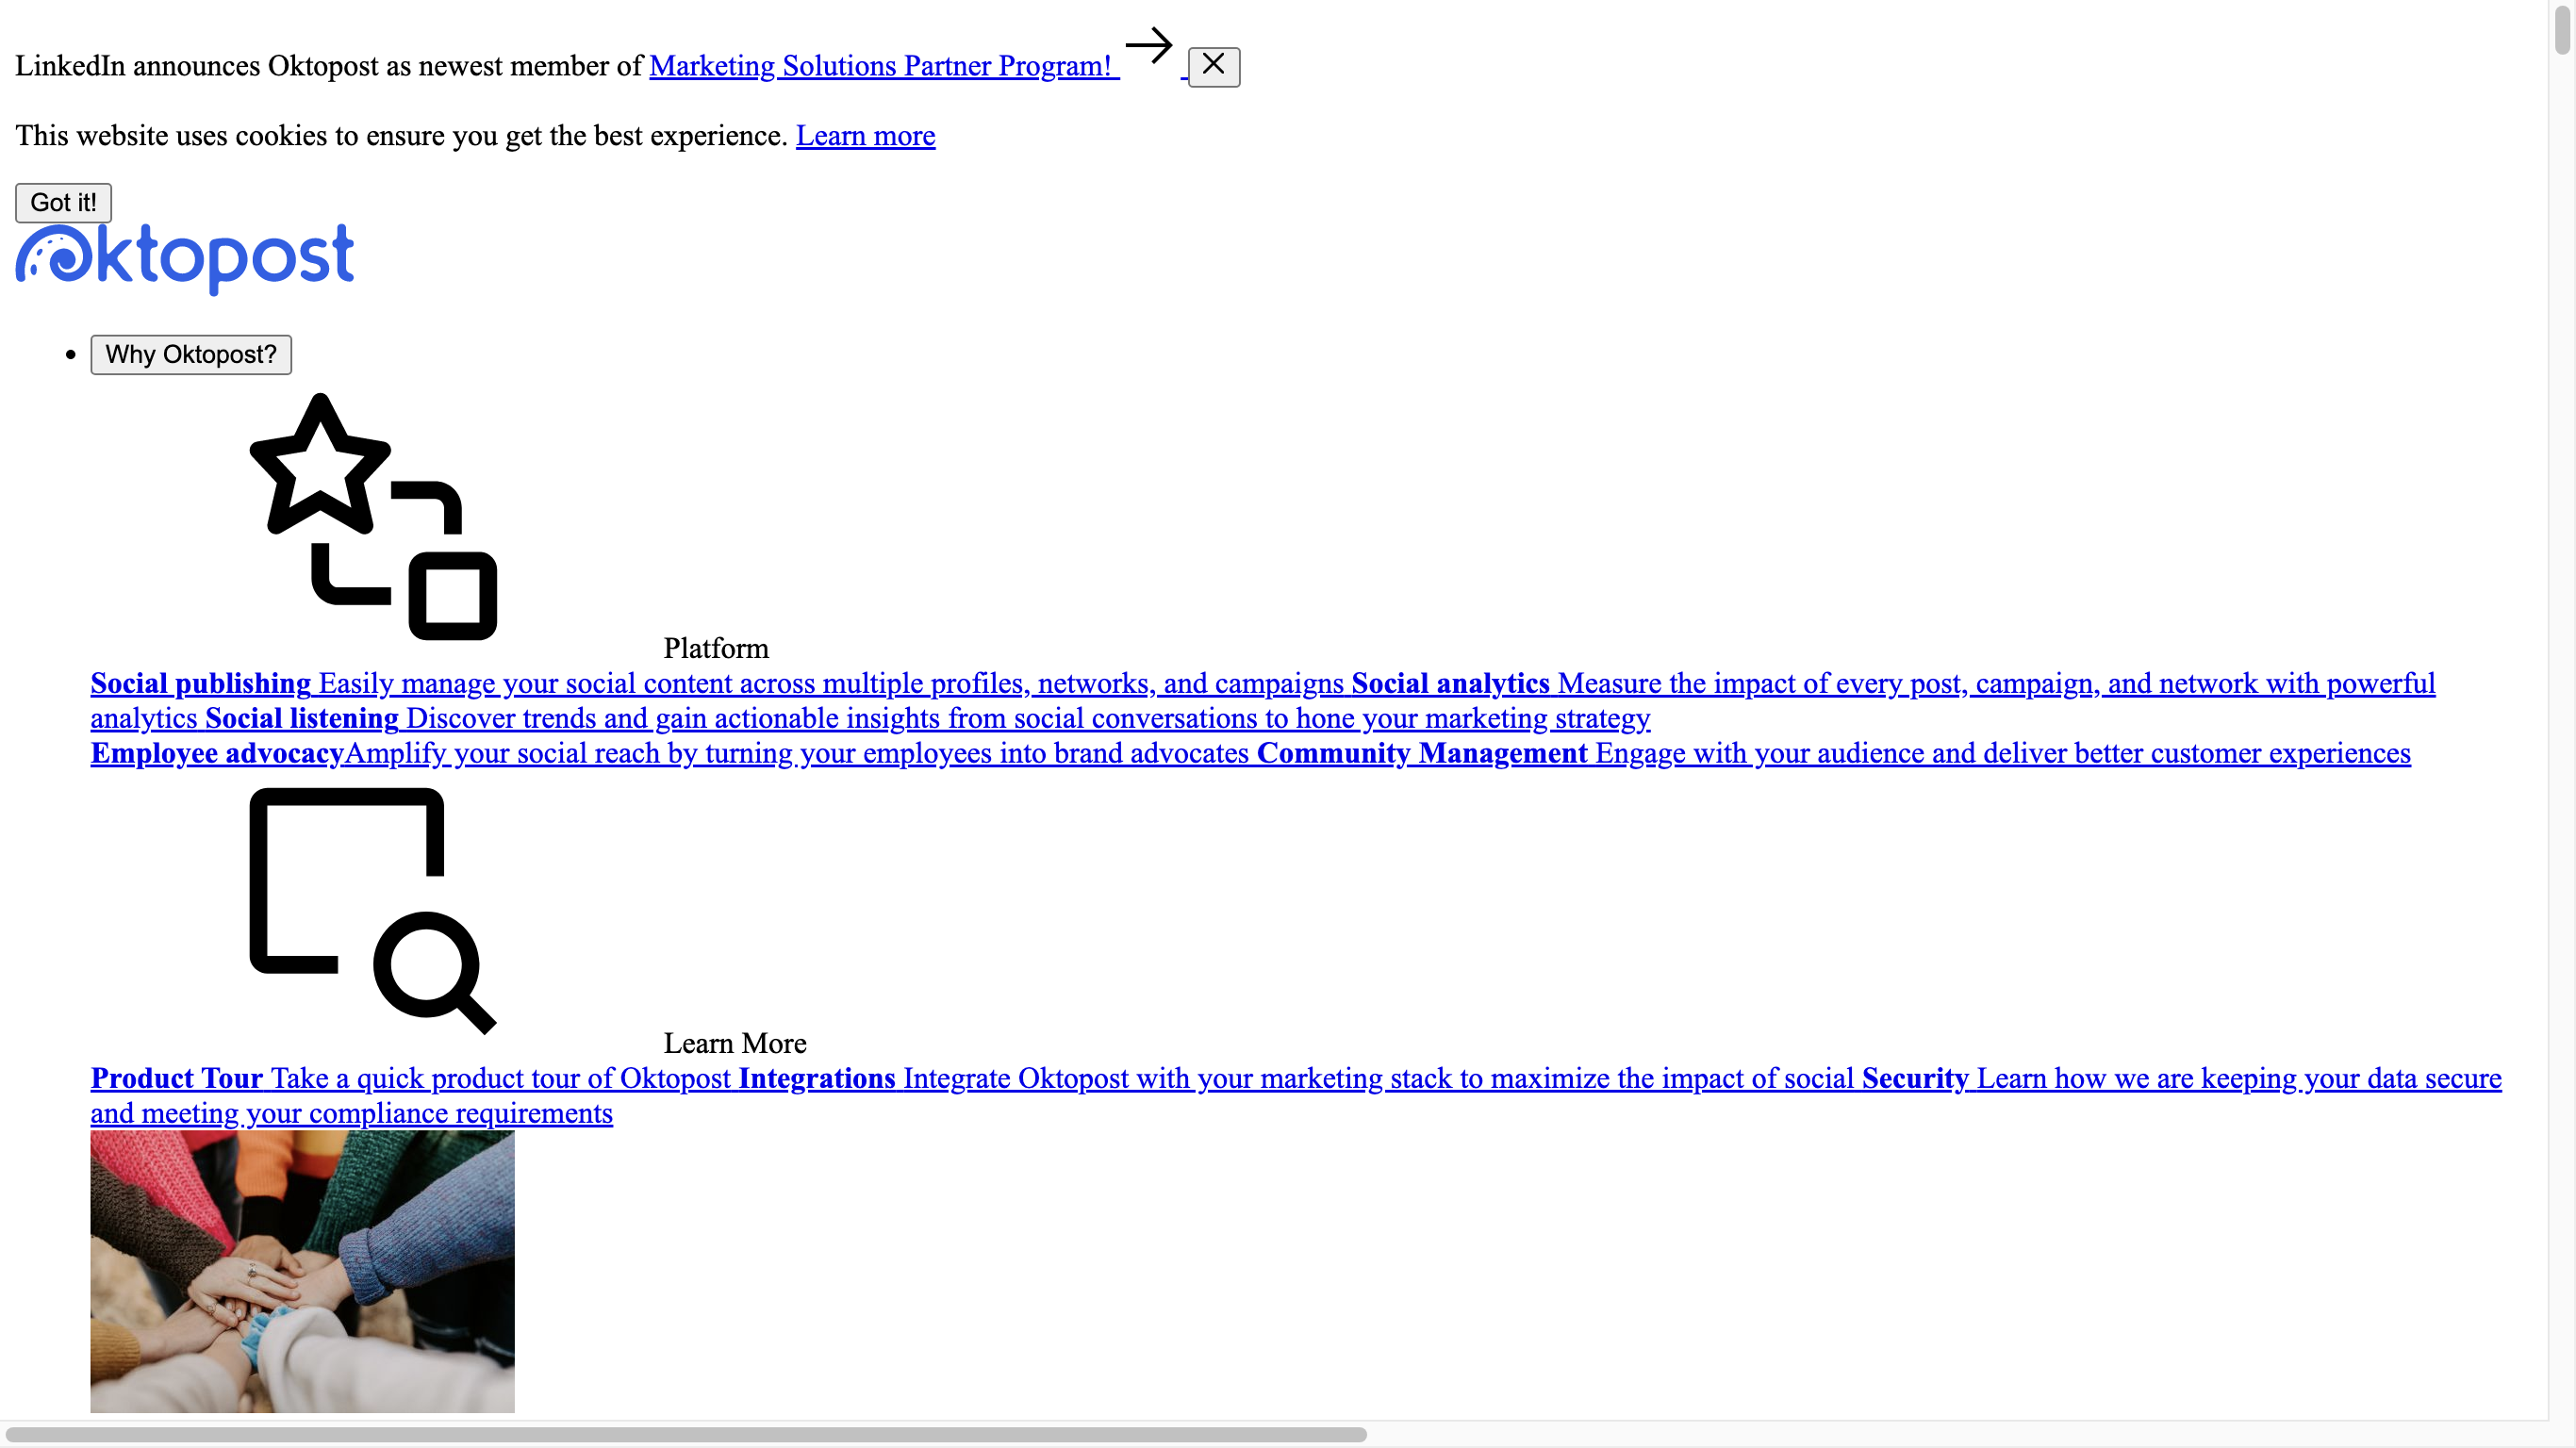 LinkedIn announces Oktopost as newest member of Marketing Solutions Partner Program!
This website uses cookies to ensure you get the best experience. Learn more
Got it!
Oktopost
Why Oktopost?
Platform
Social publishing Easily manage your social content across multiple profiles, networks, and campaigns Social analytics Measure the impact of every post, campaign, and network with powerful
analytics Social listening Discover trends and gain actionable insights from social conversations to hone your marketing strategy
Employee advocacyAmplify your social reach by turning your employees into brand advocates Community Management Engage with your audience and deliver better customer experiences
Learn More
Product Tour Take a quick product tour of Oktopost Integrations Integrate Oktopost with your marketing stack to maximize the impact of social Security Learn how we are keeping your data secure
and meeting your compliance requirements